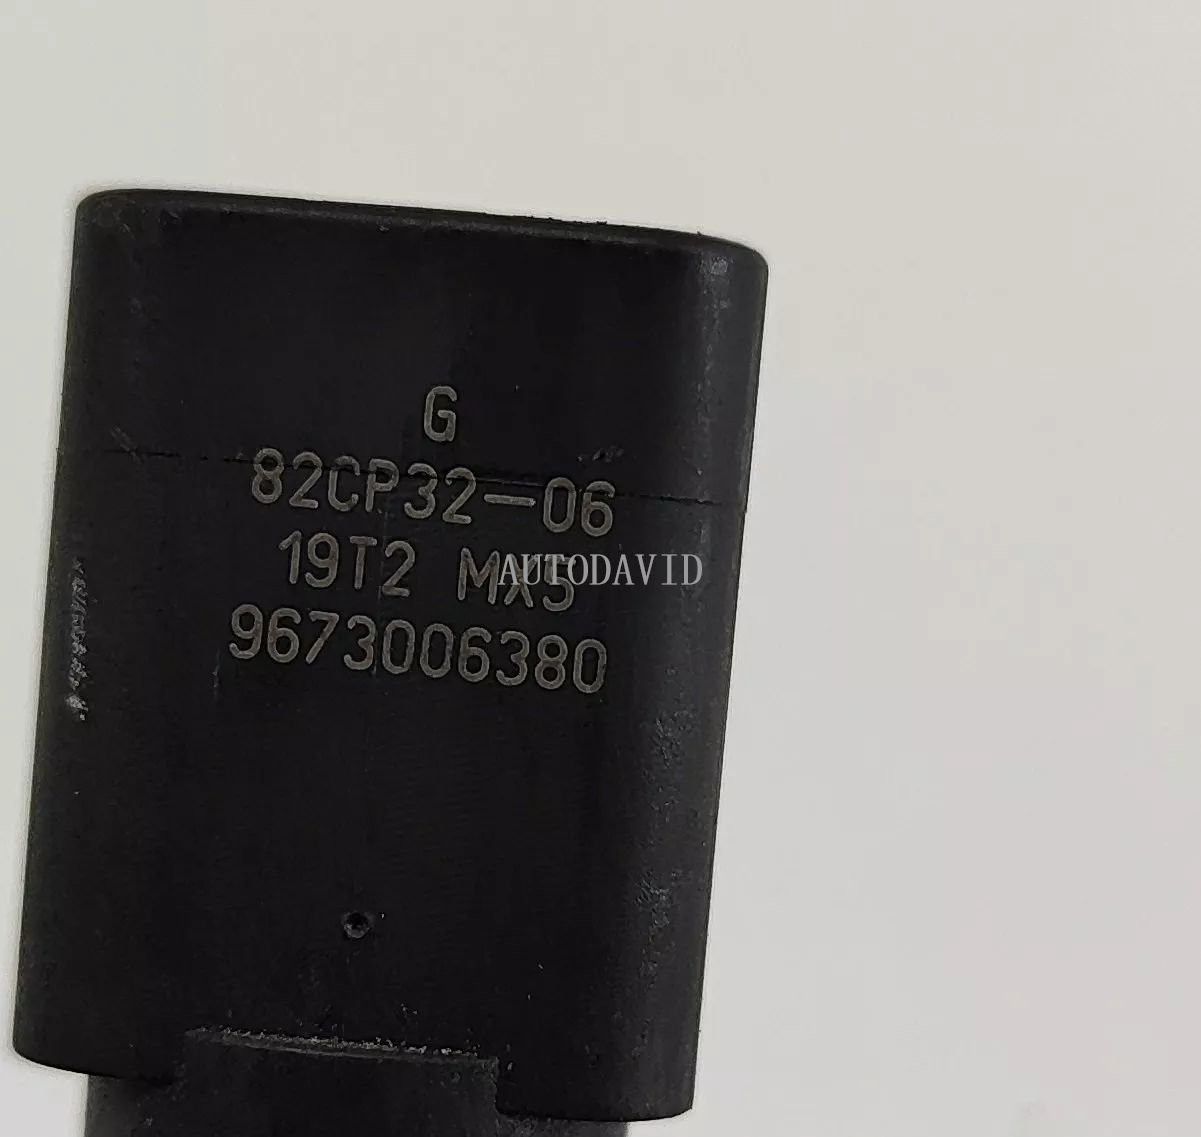 G
82CP32-06
19T2 MX5
AUTODAVID
9673006380